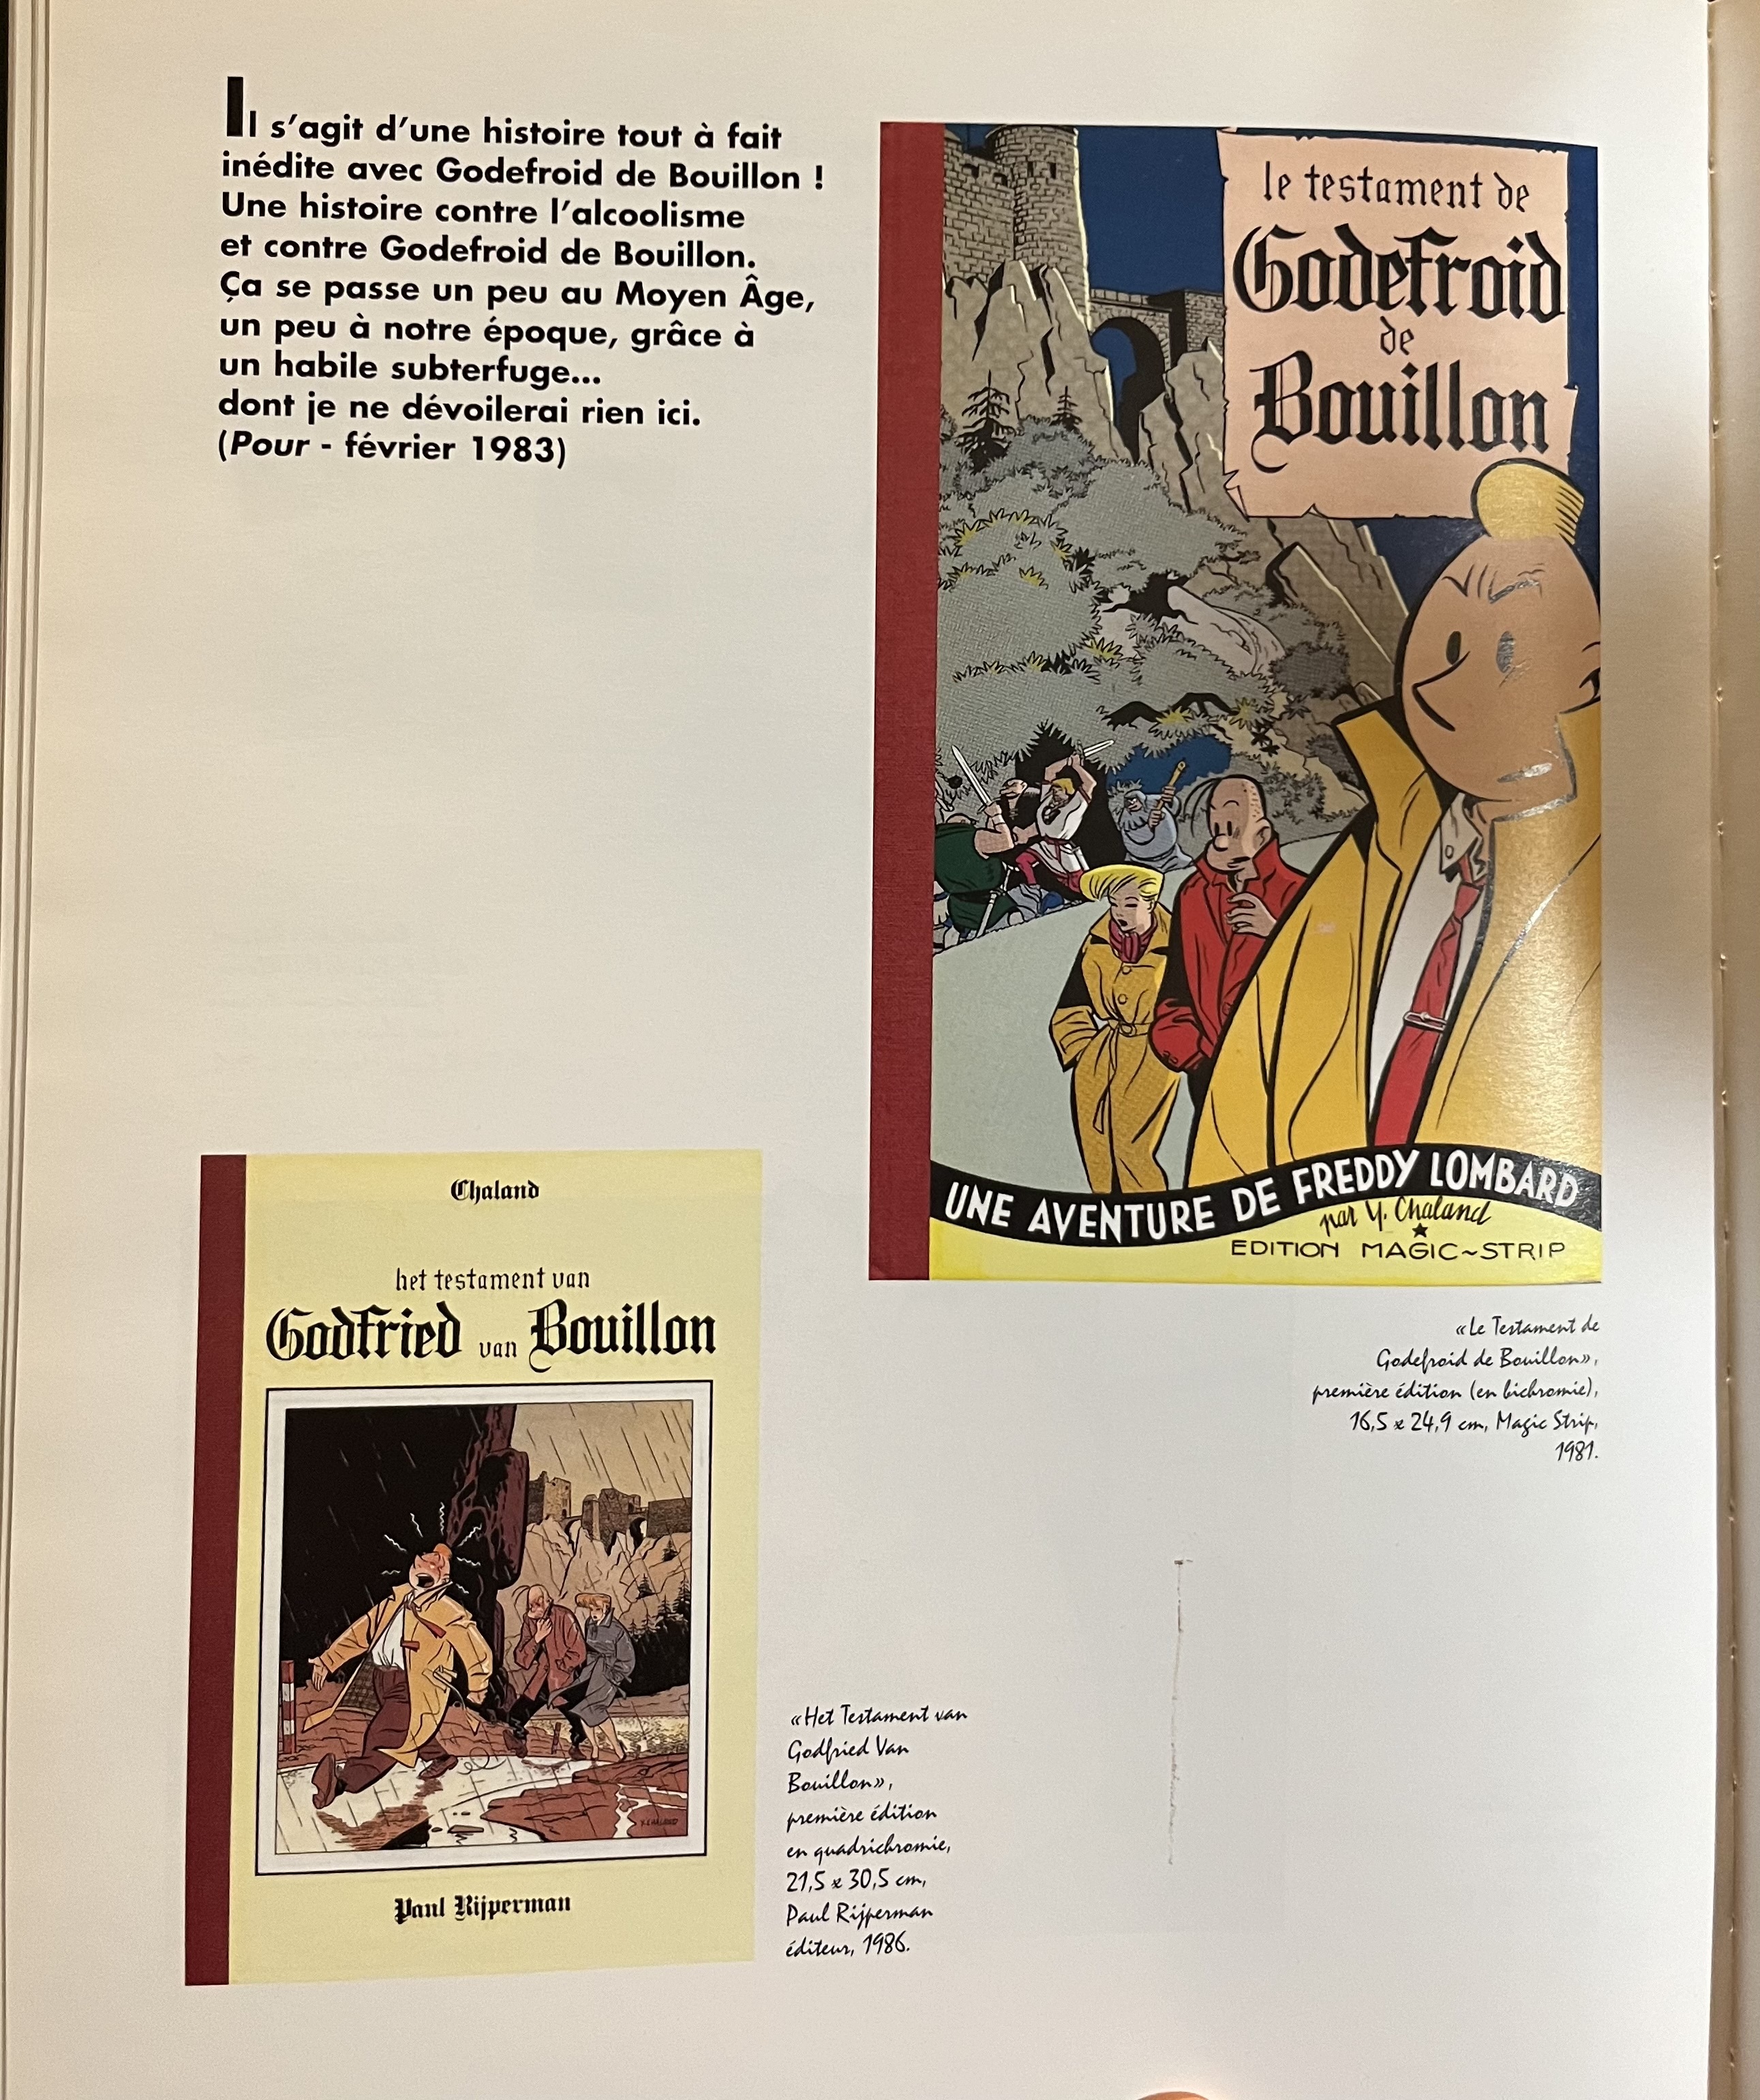 Il s’agit d’une histoire tout à fait
inédite avec Godefroid de Bouillon !
Une histoire contre l’alcoolisme
et contre Godefroid de Bouillon.
Ça se passe un peu au Moyen Âge,
un peu à notre époque, grâce à
un habile subterfuge...
dont je ne dévoilerai rien ici.
(Pour - février 1983)
le testament de
Godefroid
de
Bouillon
UNE AVENTURE DE FREDDY LOMBARD
par Y. Chaland
EDITION MAGIC~STRIP
«Le Testament de
Godefroid de Bouillon»,
première édition (en bichromie),
16,5 x 24,9 cm, Magic Strip,
1981.
Chaland
het testament van
Godfried van Bouillon
Y. CHALAND
Paul Rijperman
«Het Testament van
Godfried Van
Bouillon»,
première édition
en quadrichromie,
21,5 x 30,5 cm,
Paul Rijperman
éditeur, 1986.